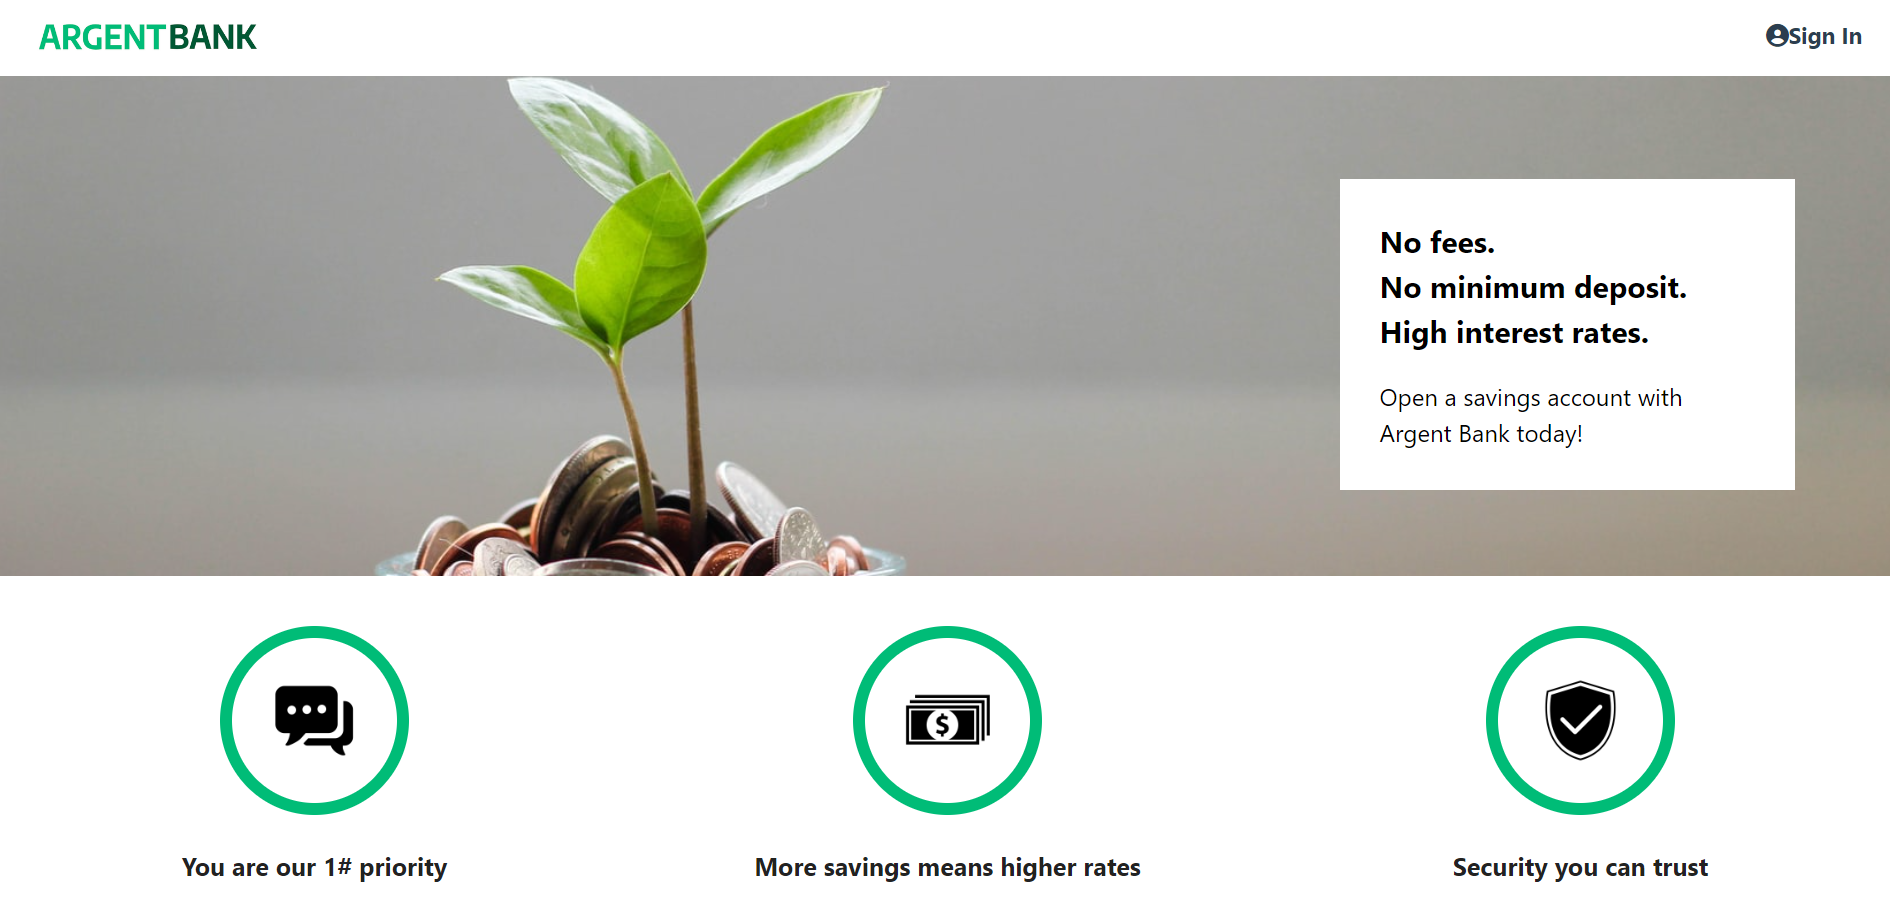 ARGENTBANK
Sign In
No fees.
No minimum deposit.
High interest rates.
Open a savings account with
Argent Bank today!
$
You are our 1# priority
More savings means higher rates
Security you can trust